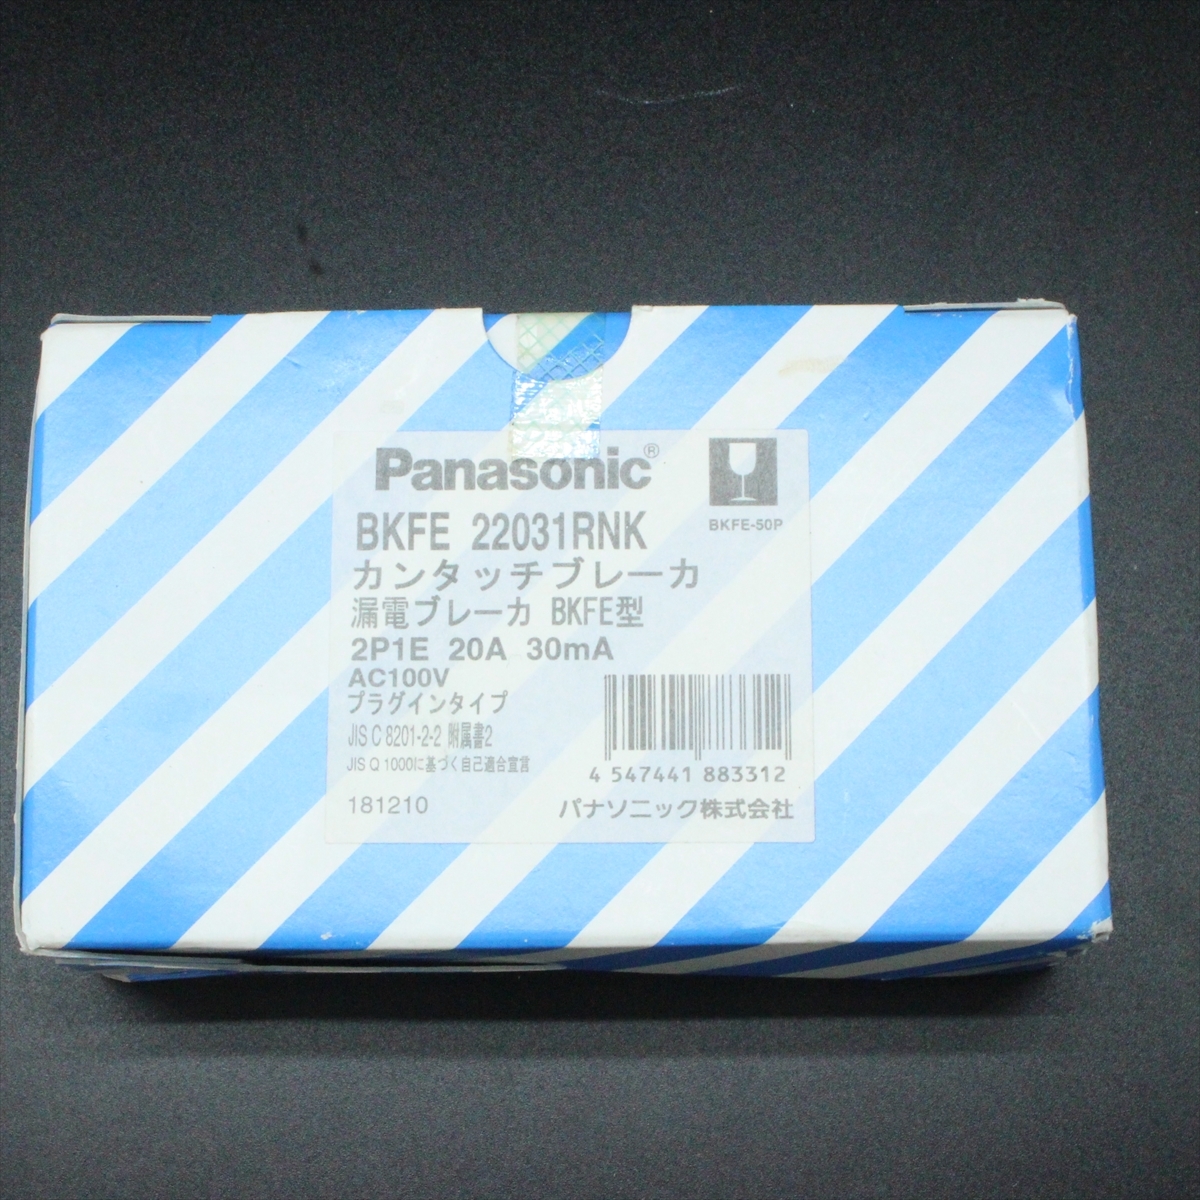 Panasonic®
BKFE-50P
BKFE 22031RNK
カンタッチブレーカ
漏電ブレーカ BKFE型
2P1E 20A 30mA
AC100V
プラグインタイプ
JIS C 8201-2-2 附属書2
JIS Q 1000に基づく自己適合宣言
4 547441 883312
181210
パナソニック株式会社